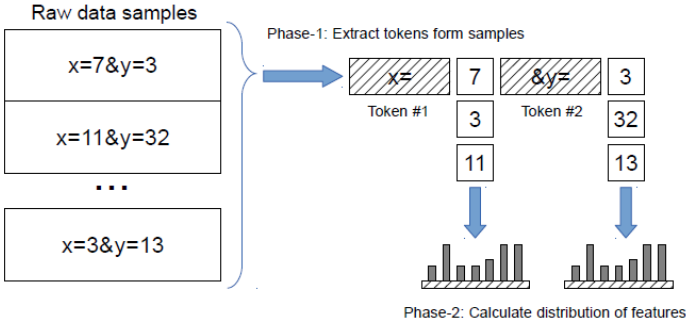 Raw data samples
x=7&y=3
x=11&y=32
...
x=3&y=13
Phase-1: Extract tokens form samples
x= 7 &y= 3
Token #1 3 Token #2 32
11 13
Phase-2: Calculate distribution of features